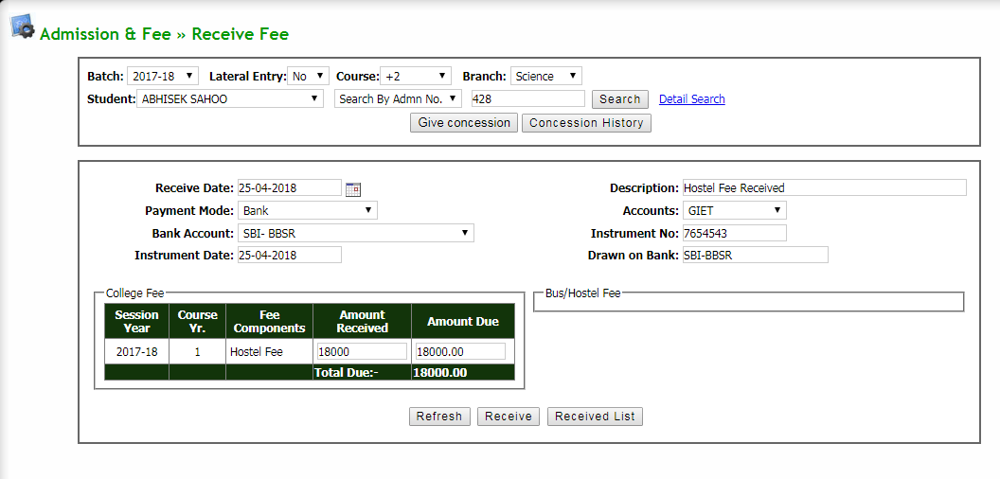 Admission & Fee » Receive Fee
Batch: 2017-18 Lateral Entry: No Course: +2 Branch: Science
Student: ABHISEK SAHOO Search By Admn No. 428 Search Detail Search
Give concession Concession History
Receive Date: 25-04-2018 Description: Hostel Fee Received
Payment Mode: Bank Accounts: GIET
Bank Account: SBI- BBSR Instrument No: 7654543
Instrument Date: 25-04-2018 Drawn on Bank: SBI-BBSR
College Fee Bus/Hostel Fee
Session Year Course Yr. Fee Components Amount Received Amount Due
2017-18 1 Hostel Fee 18000 18000.00
Total Due:- 18000.00
Refresh Receive Received List